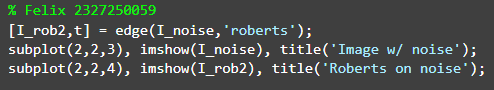 % Felix 2327250059
[I_rob2,t] = edge(I_noise,'roberts');
subplot(2,2,3), imshow(I_noise), title('Image w/ noise');
subplot(2,2,4), imshow(I_rob2), title('Roberts on noise');